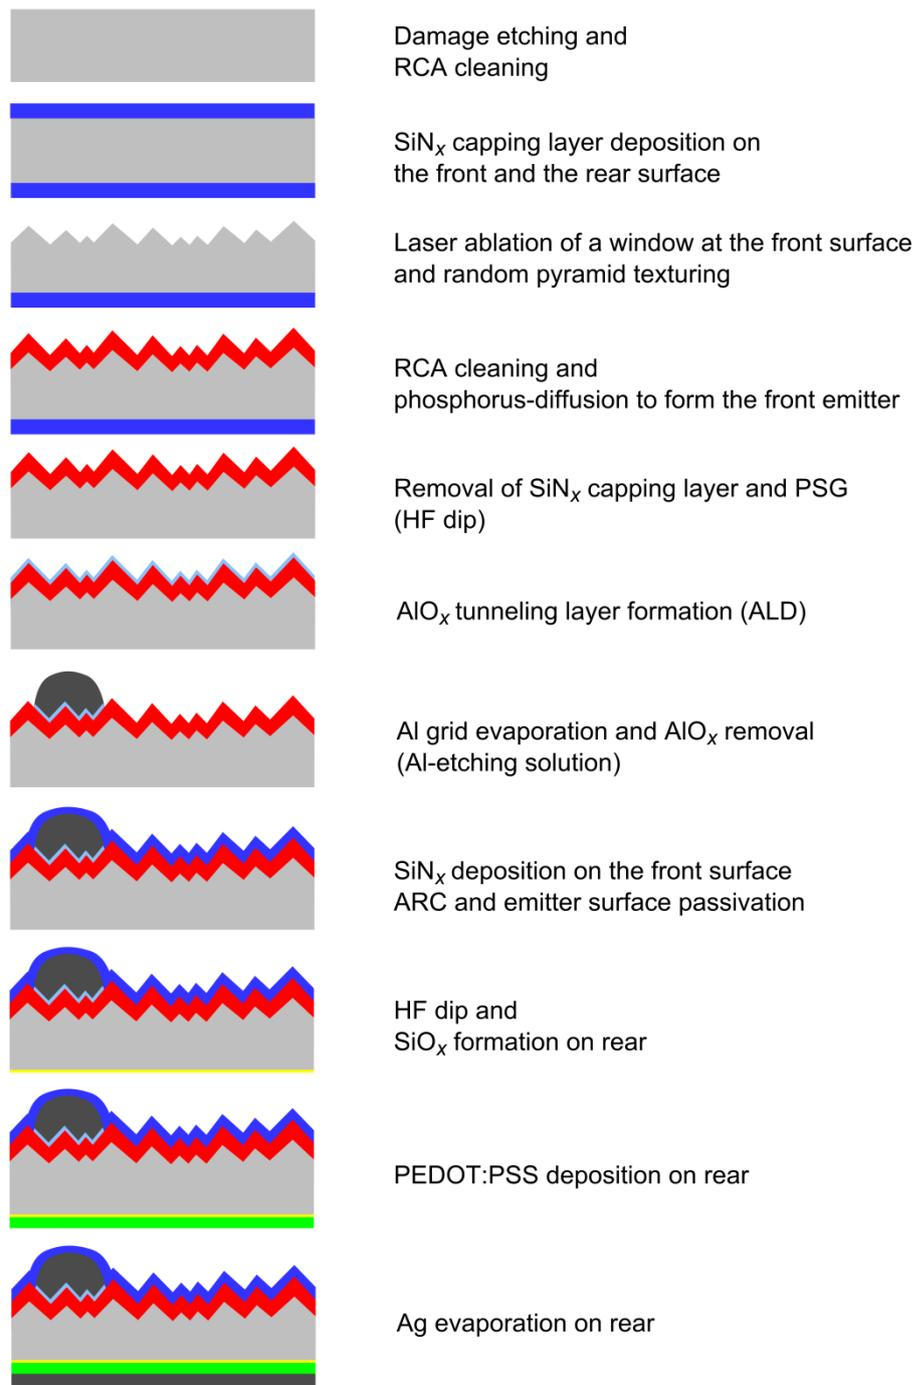 Damage etching and
RCA cleaning
SiNx capping layer deposition on
the front and the rear surface
Laser ablation of a window at the front surface
and random pyramid texturing
RCA cleaning and
phosphorus-diffusion to form the front emitter
Removal of SiNx capping layer and PSG
(HF dip)
AlOx tunneling layer formation (ALD)
Al grid evaporation and AlOx removal
(Al-etching solution)
SiNx deposition on the front surface
ARC and emitter surface passivation
HF dip and
SiOx formation on rear
PEDOT:PSS deposition on rear
Ag evaporation on rear